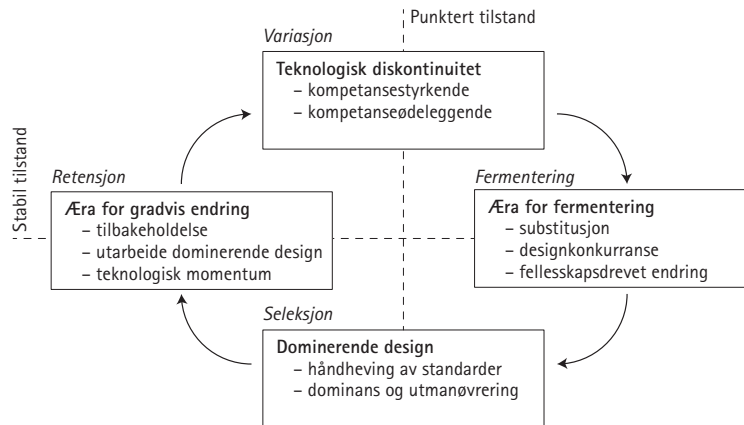 Punktert tilstand
Variasjon
Teknologisk diskontinuitet
– kompetansestyrkende
– kompetanseødeleggende
Stabil tilstand
Retensjon
Æra for gradvis endring
– tilbakeholdelse
– utarbeide dominerende design
– teknologisk momentum
Fermentering
Æra for fermentering
– substitusjon
– designkonkurranse
– fellesskapsdrevet endring
Seleksjon
Dominerende design
– håndheving av standarder
– dominans og utmanøvrering